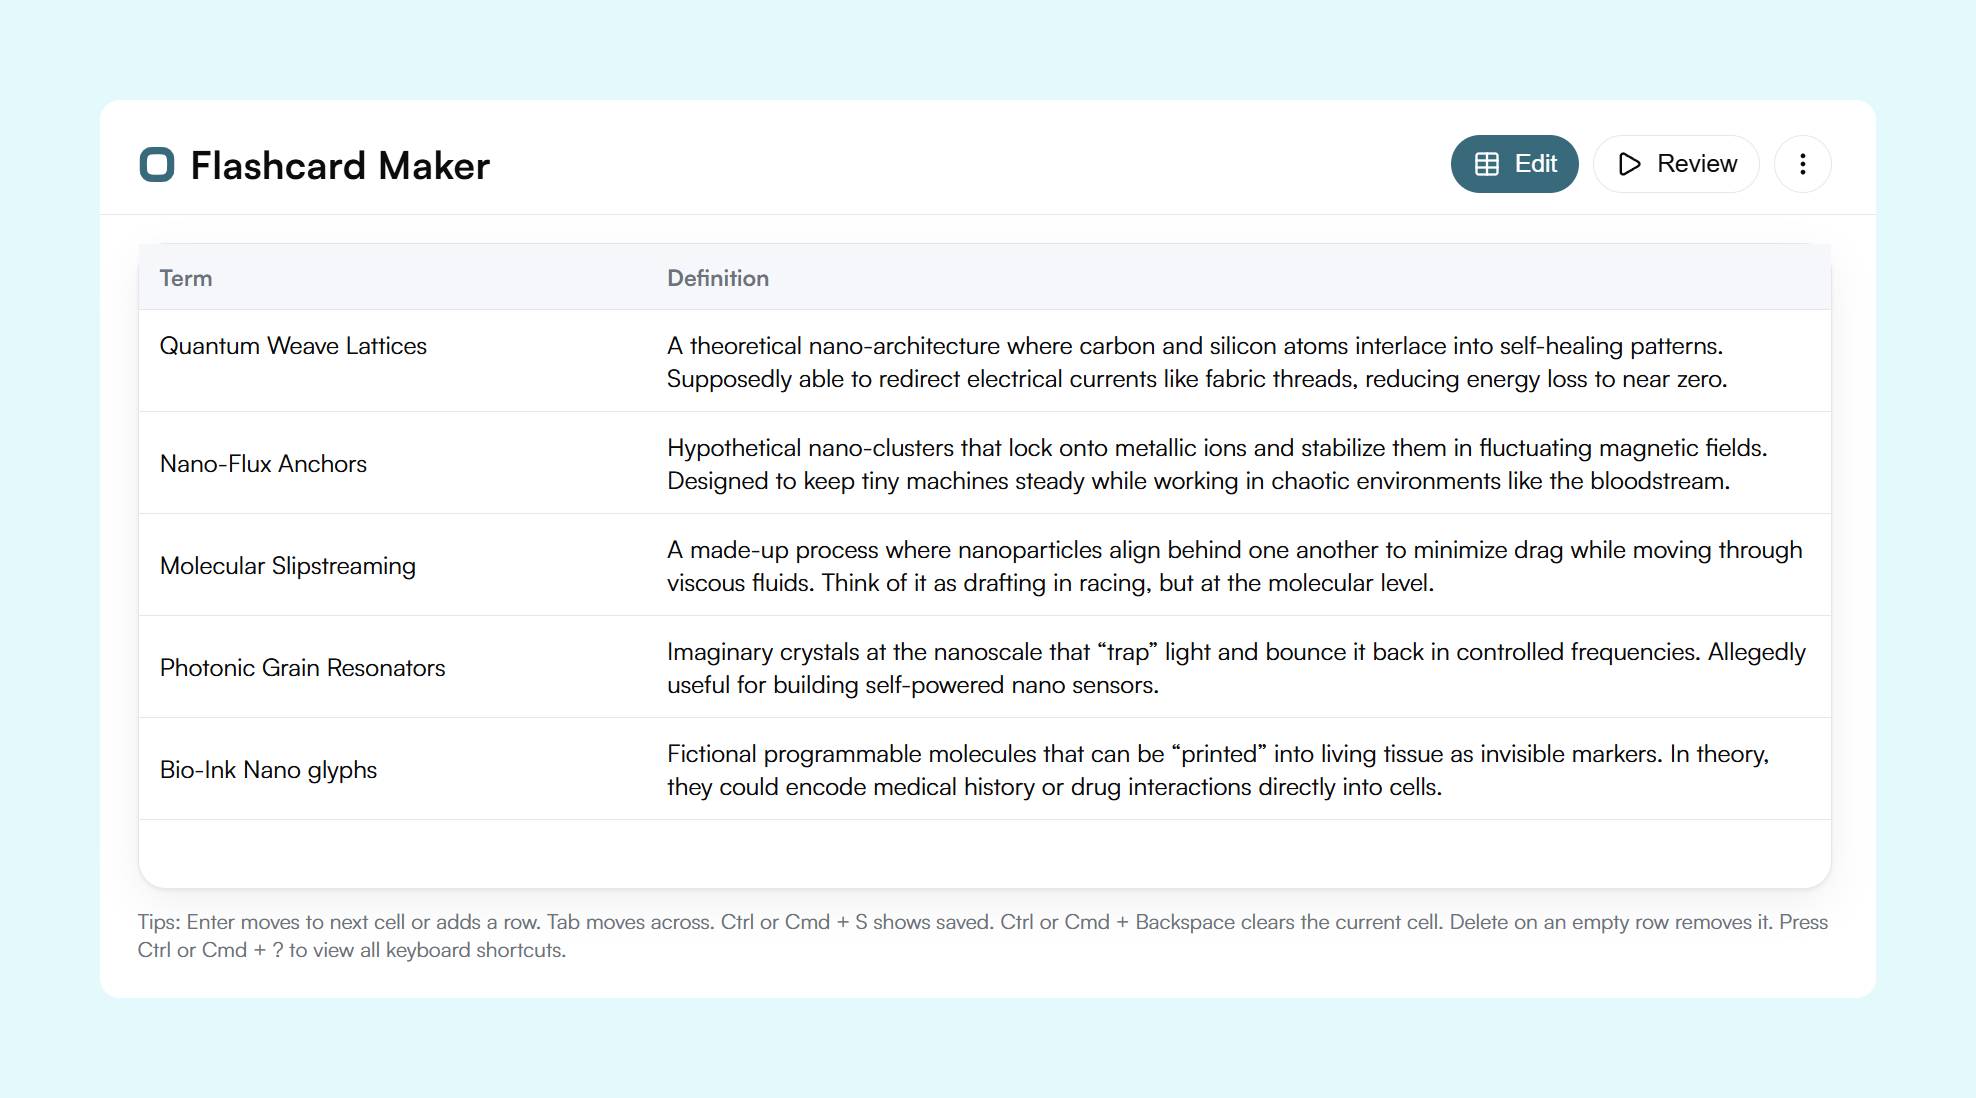 Flashcard Maker
Edit
Review
Term
Definition
Quantum Weave Lattices
A theoretical nano-architecture where carbon and silicon atoms interlace into self-healing patterns.
Supposedly able to redirect electrical currents like fabric threads, reducing energy loss to near zero.
Nano-Flux Anchors
Hypothetical nano-clusters that lock onto metallic ions and stabilize them in fluctuating magnetic fields.
Designed to keep tiny machines steady while working in chaotic environments like the bloodstream.
Molecular Slipstreaming
A made-up process where nanoparticles align behind one another to minimize drag while moving through
viscous fluids. Think of it as drafting in racing, but at the molecular level.
Photonic Grain Resonators
Imaginary crystals at the nanoscale that “trap” light and bounce it back in controlled frequencies. Allegedly
useful for building self-powered nano sensors.
Bio-Ink Nano glyphs
Fictional programmable molecules that can be “printed” into living tissue as invisible markers. In theory,
they could encode medical history or drug interactions directly into cells.
Tips: Enter moves to next cell or adds a row. Tab moves across. Ctrl or Cmd + S shows saved. Ctrl or Cmd + Backspace clears the current cell. Delete on an empty row removes it. Press
Ctrl or Cmd + ? to view all keyboard shortcuts.